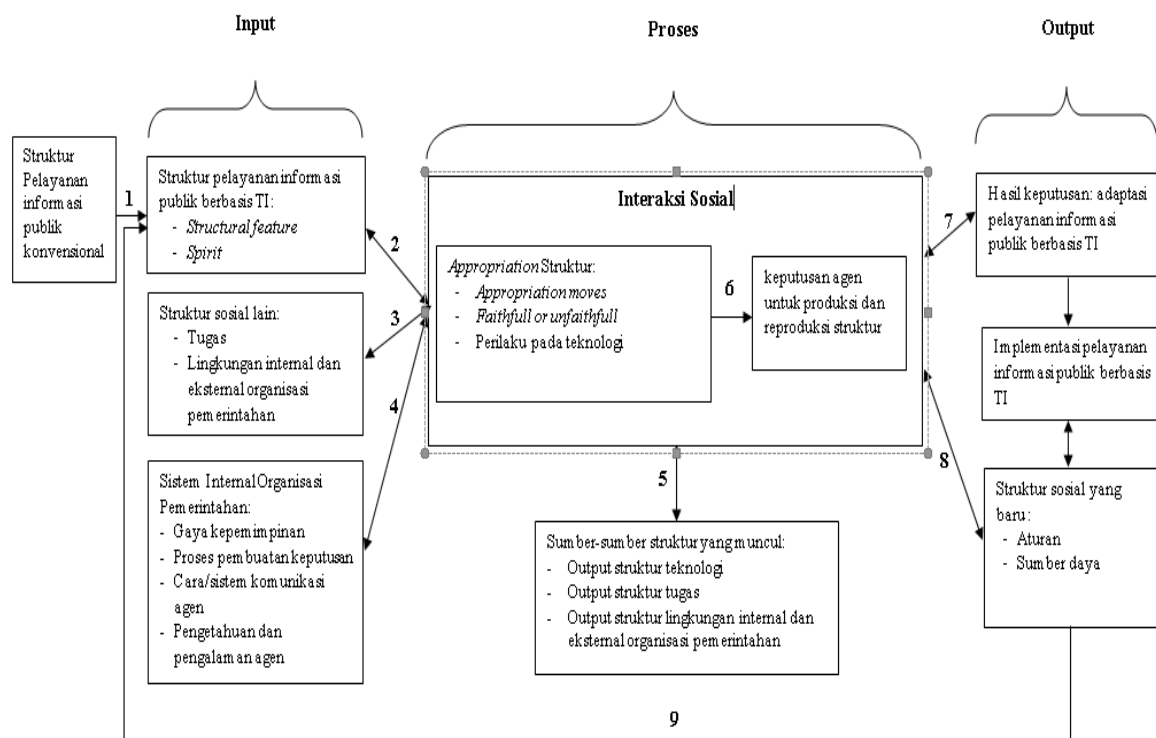 Input
Proses
Output
Struktur
Pelayanan
informasi
publik
konvensional
1
Struktur pelayanan informasi
publik berbasis TI:
- Structural feature
- Spirit
2
Struktur sosial lain:
- Tugas
- Lingkungan internal dan
eksternal organisasi
pemerintahan
3
Sistem Internal Organisasi
Pemerintahan:
- Gaya kepemimpinan
- Proses pembuatan keputusan
- Cara/sistem komunikasi
agen
- Pengetahuan dan
pengalaman agen
4
Interaksi Sosial
Appropriation Struktur:
- Appropriation moves
- Faithfull or unfaithfull
- Perilaku pada teknologi
6
keputusan agen
untuk produksi dan
reproduksi struktur
5
Sumber-sumber struktur yang muncul:
- Output struktur teknologi
- Output struktur tugas
- Output struktur lingkungan internal dan
eksternal organisasi pemerintahan
7
Hasil keputusan: adaptasi
pelayanan informasi
publik berbasis TI
Implementasi pelayanan
informasi publik berbasis
TI
8
Struktur sosial yang
baru:
- Aturan
- Sumber daya
9